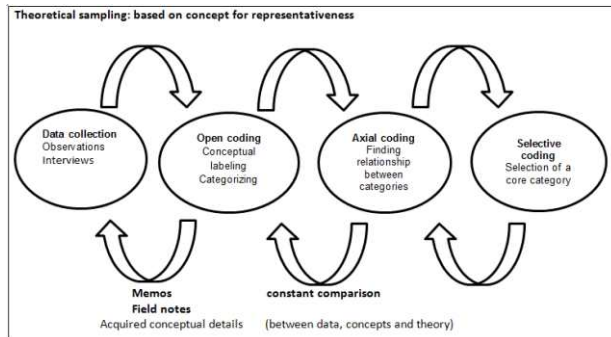 Theoretical sampling: based on concept for representativeness
Data collection
Observations
Interviews
Open coding
Conceptual
labeling
Categorizing
Axial coding
Finding
relationship
between
categories
Selective
coding
Selection of a
core category
Memos
Field notes
Acquired conceptual details
constant comparison
(between data, concepts and theory)